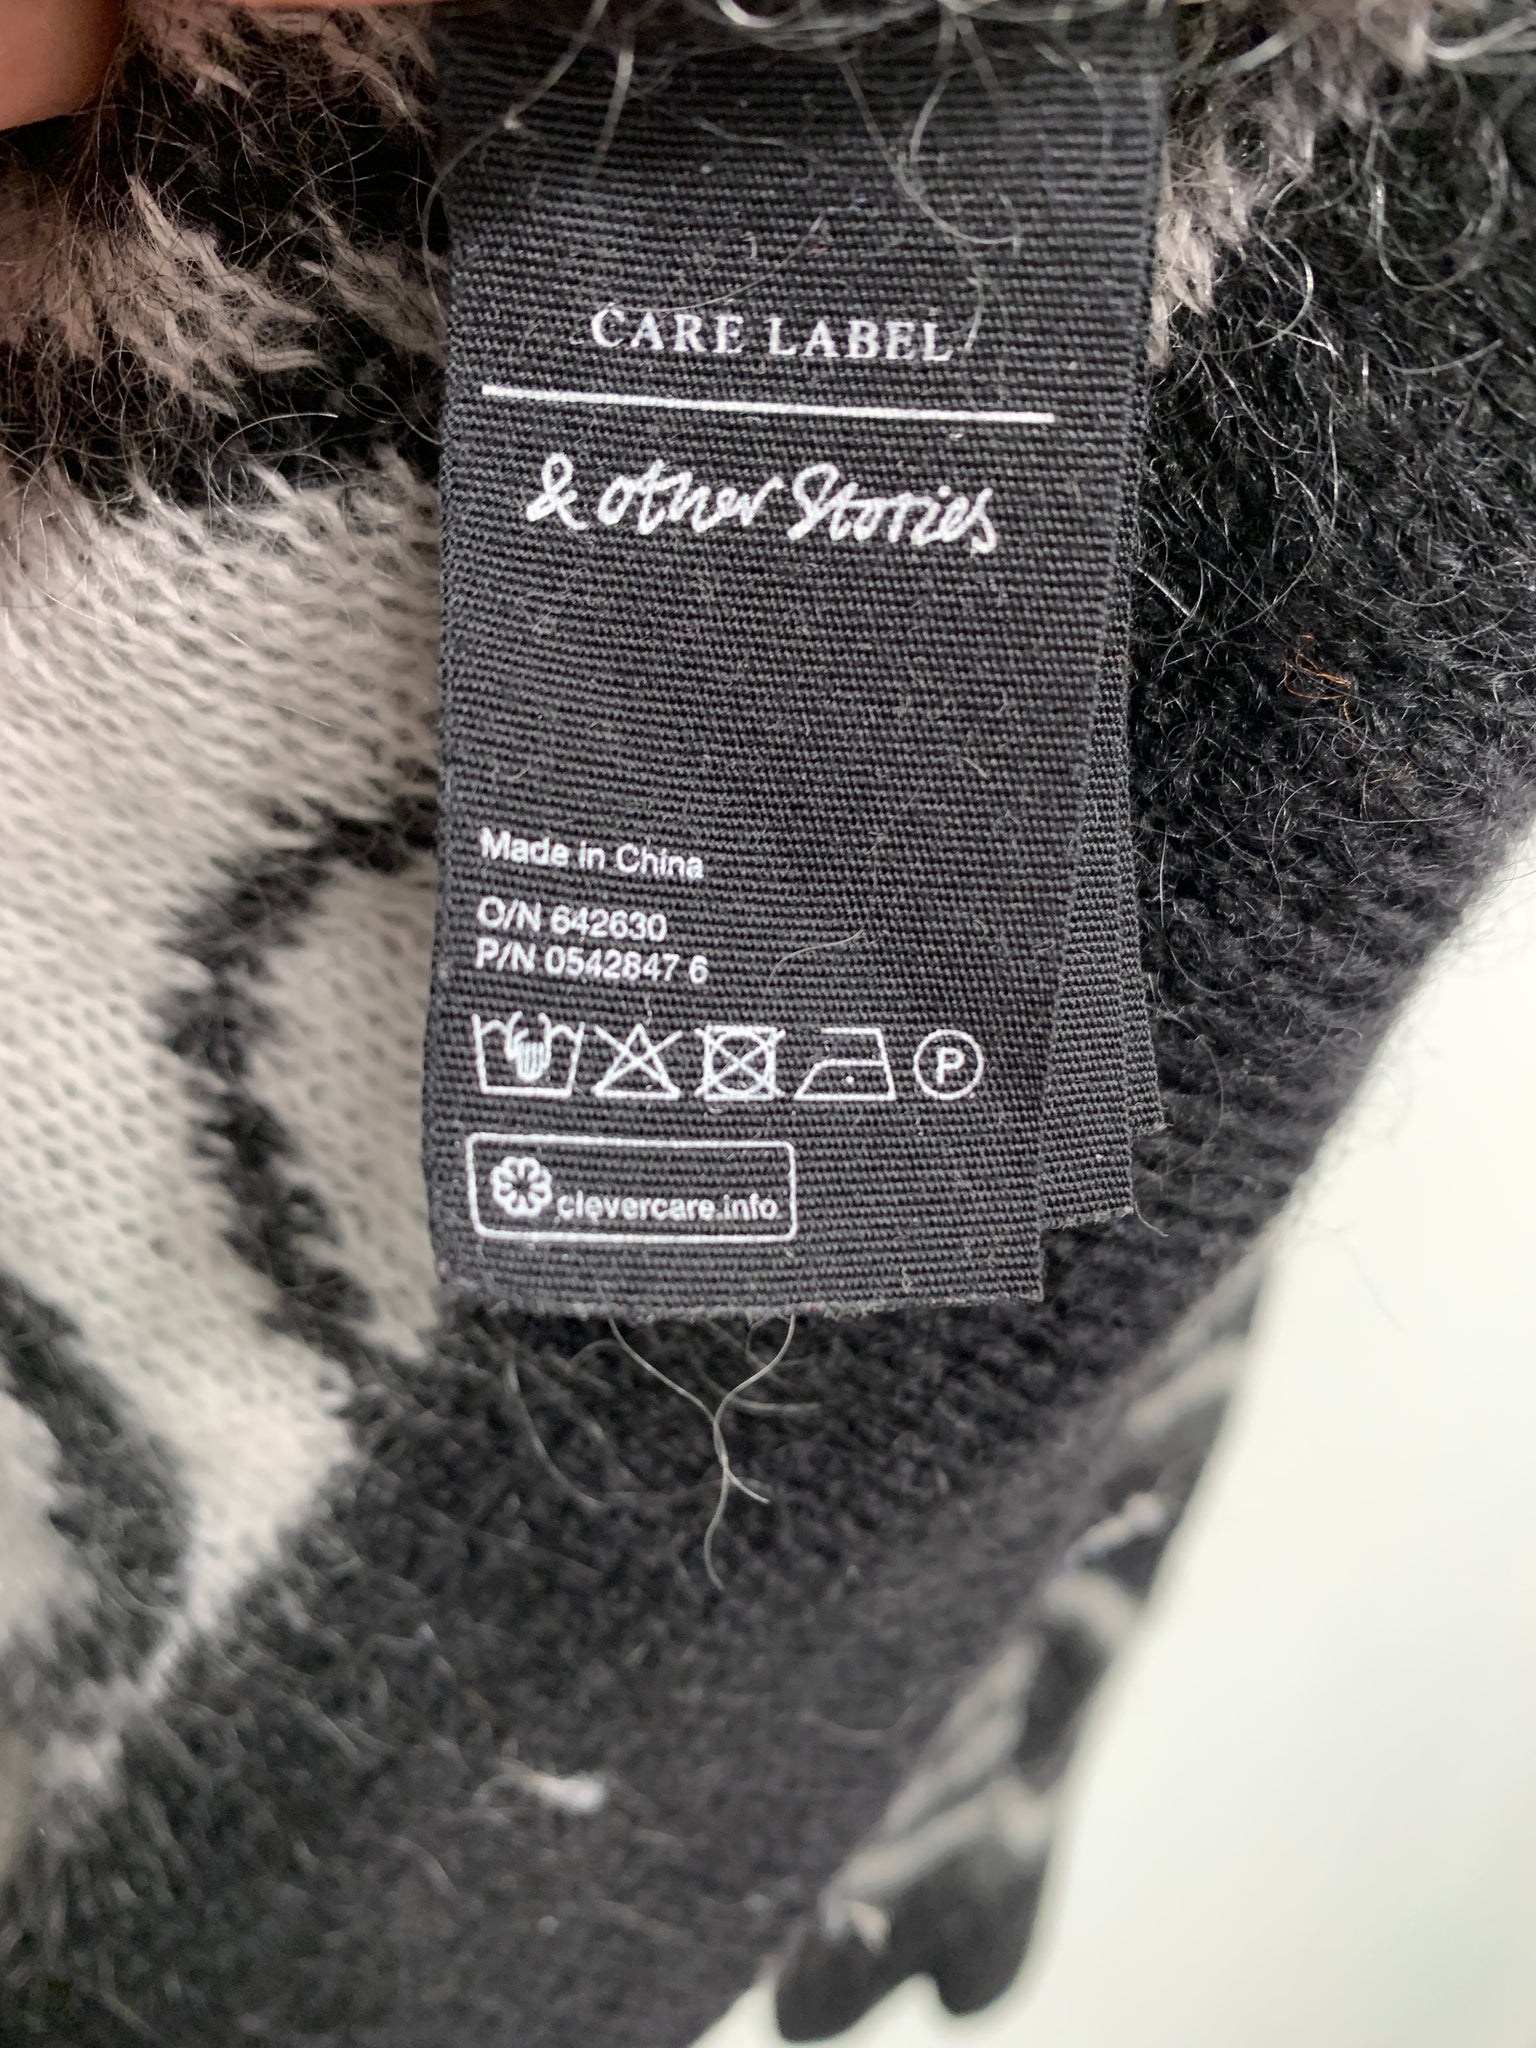 CARE LABEL
& other Stories
Made in China
O/N 642630
P/N 0542847 6
P
clevercare.info